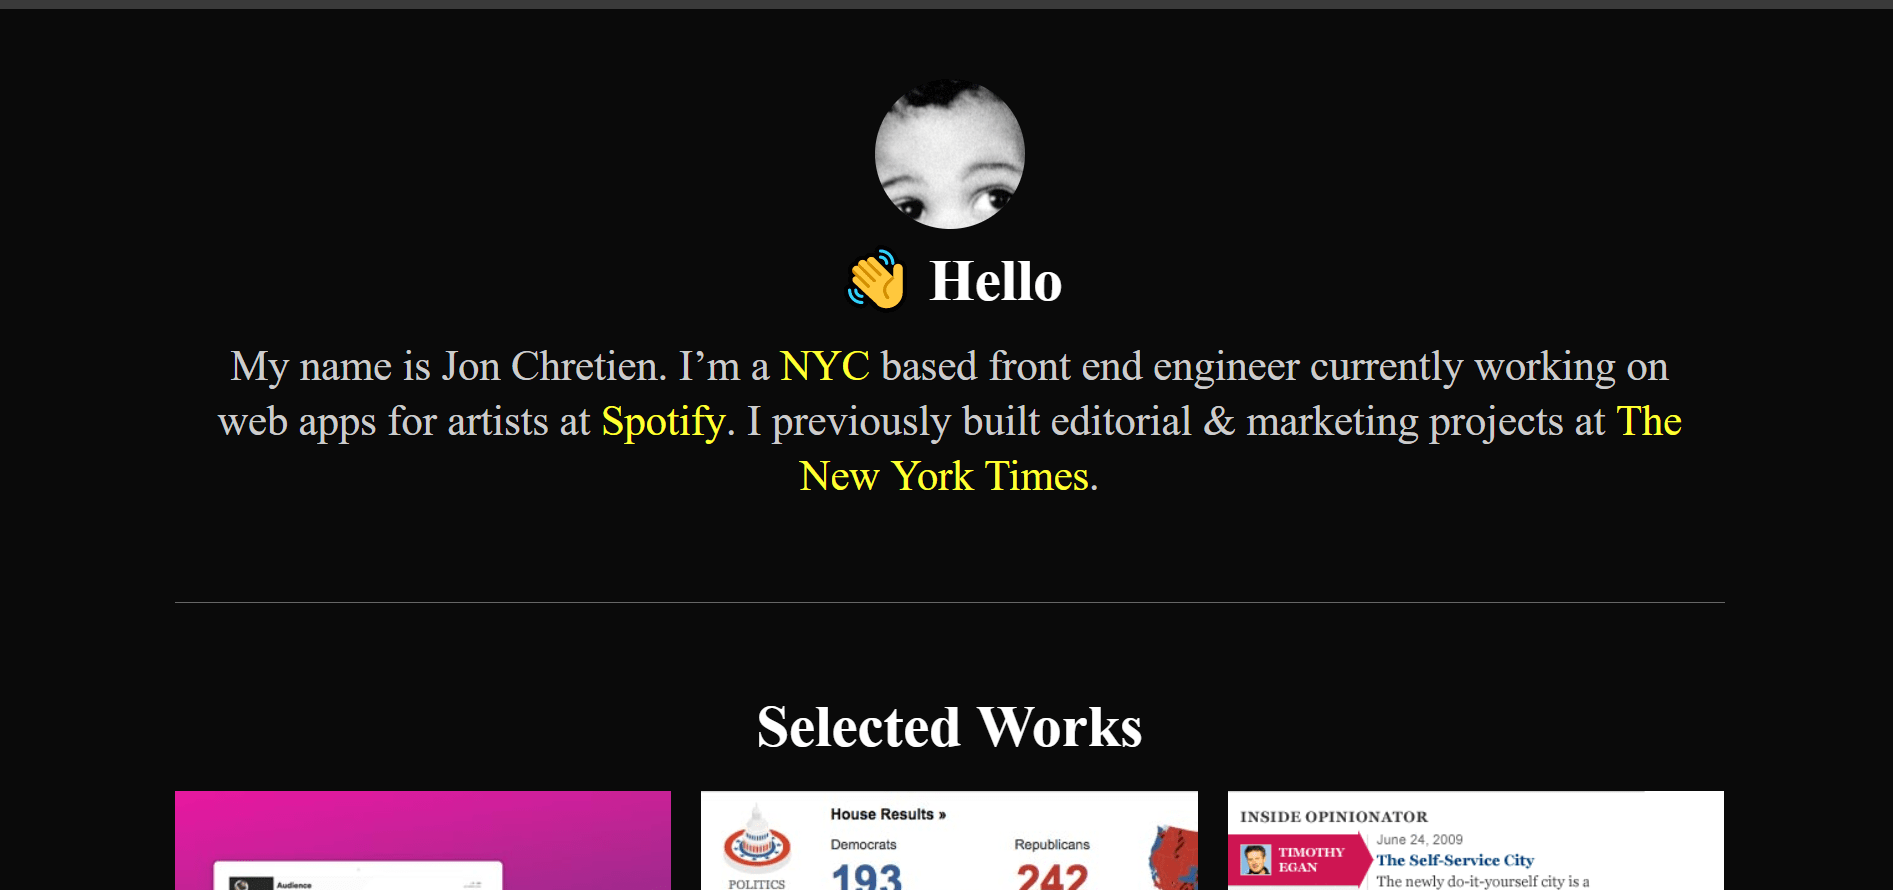 👋 Hello
My name is Jon Chretien. I’m a NYC based front end engineer currently working on
web apps for artists at Spotify. I previously built editorial & marketing projects at The
New York Times.
Selected Works
Audience
House Results »
Democrats Republicans
193 242
POLITICS
INSIDE OPINIONATOR
TIMOTHY
EGAN
June 24, 2009
The Self-Service City
The newly do-it-yourself city is a